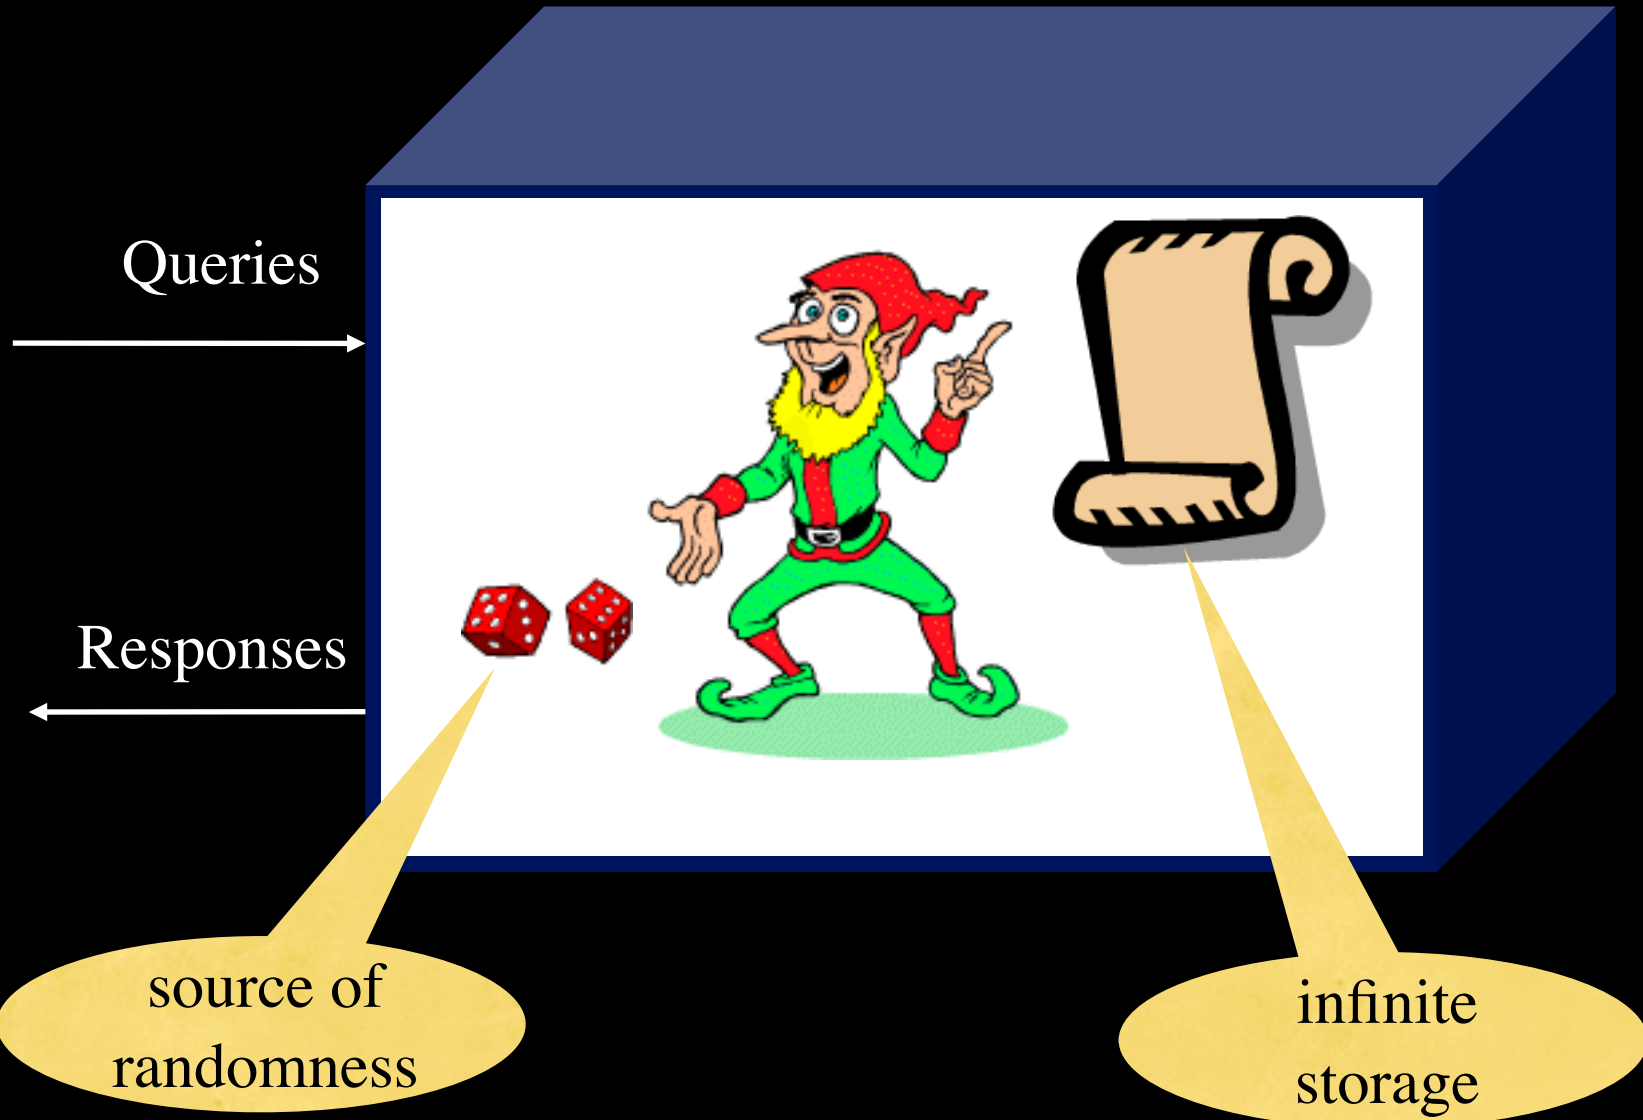 Queries
Responses
source of
randomness
infinite
storage